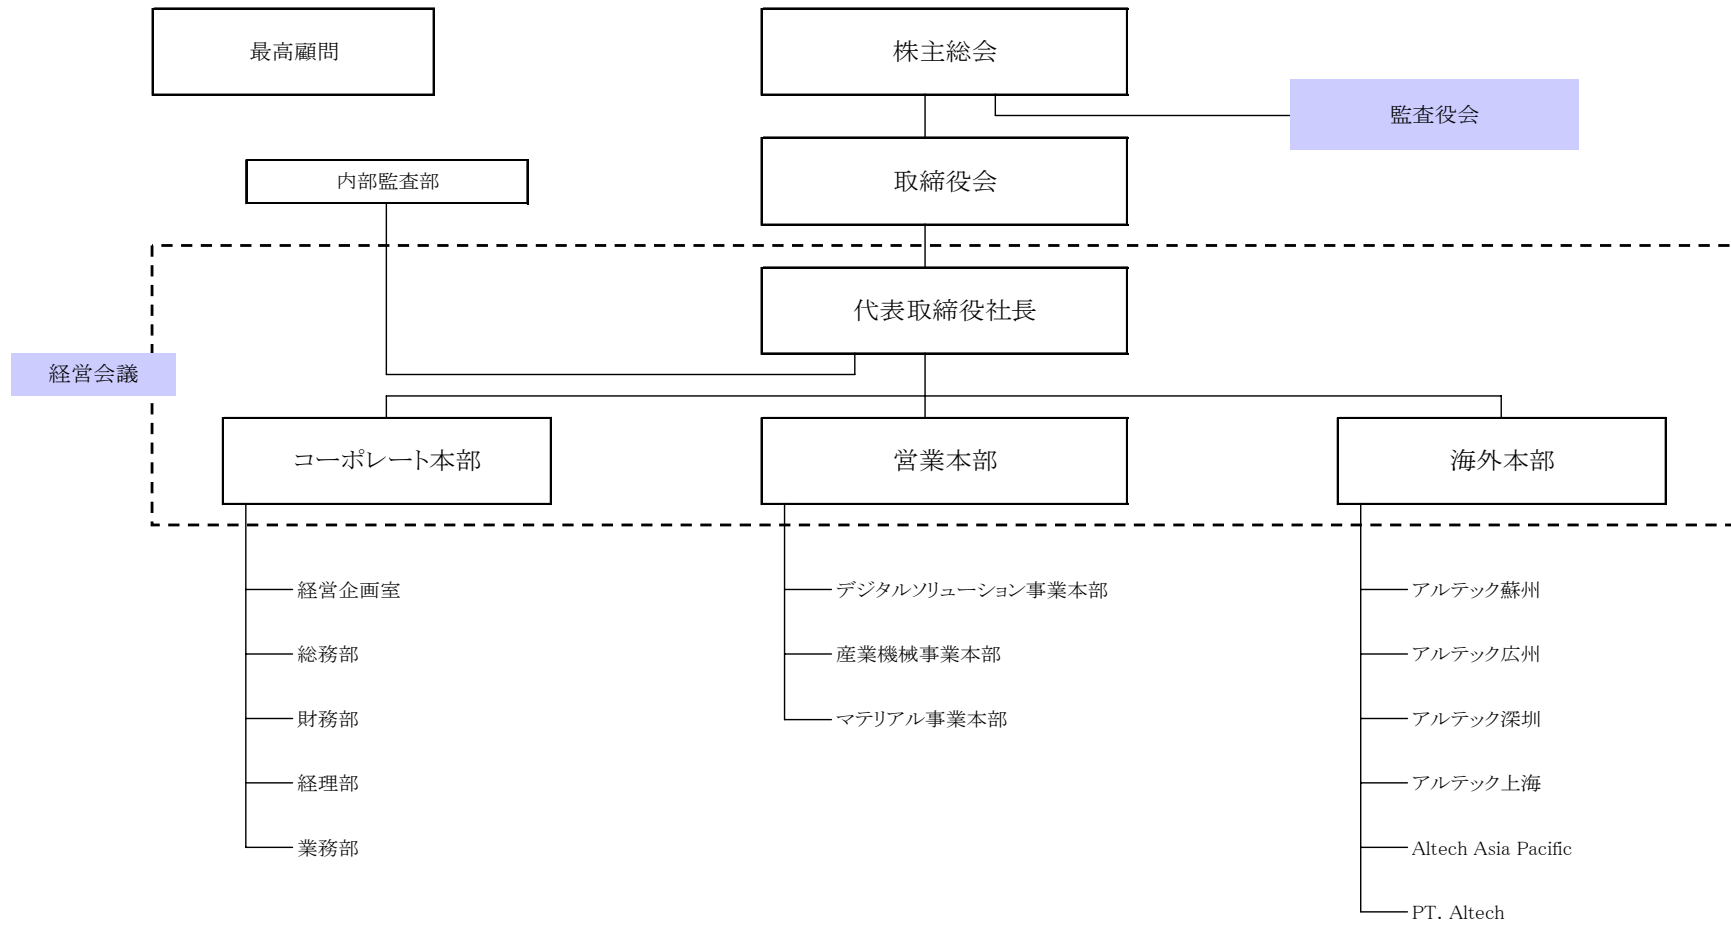 最高顧問
株主総会
監査役会
内部監査部
取締役会
代表取締役社長
経営会議
コーポレート本部
営業本部
海外本部
経営企画室
デジタルソリューション事業本部
アルテック蘇州
総務部
産業機械事業本部
アルテック広州
財務部
マテリアル事業本部
アルテック深圳
経理部
アルテック上海
業務部
Altech Asia Pacific
PT. Altech